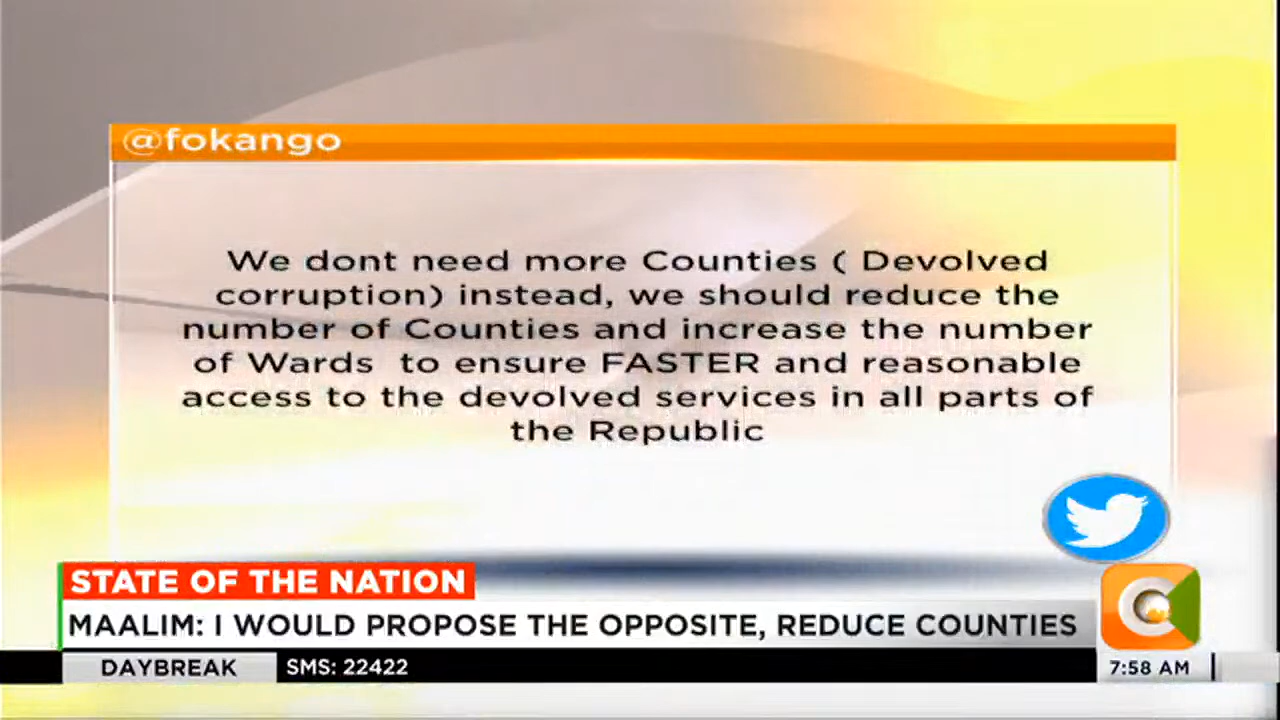 @fokango
We dont need more Counties ( Devolved
corruption) instead, we should reduce the
number of Counties and increase the number
of Wards to ensure FASTER and reasonable
access to the devolved services in all parts of
the Republic
STATE OF THE NATION
MAALIM: I WOULD PROPOSE THE OPPOSITE, REDUCE COUNTIES
DAYBREAK SMS: 22422 7:58 AM